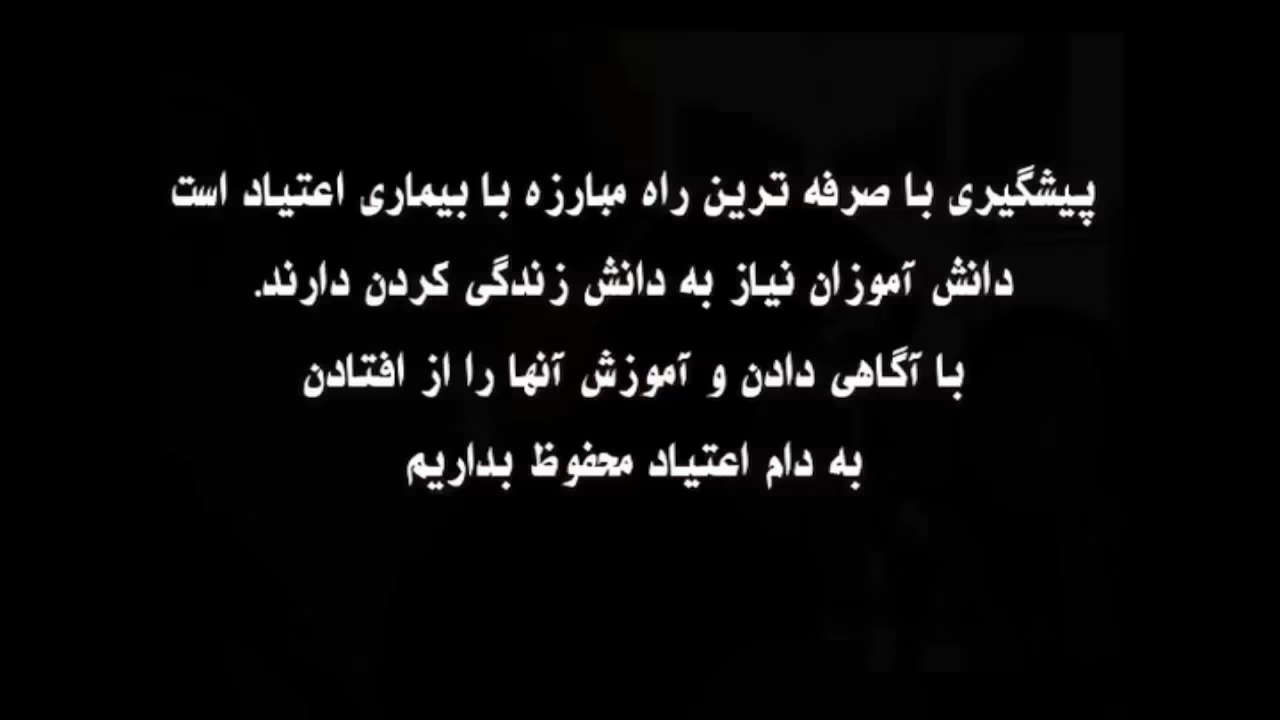 پیشگیری با صرفه ترین راه مبارزه با بیماری اعتیاد است
دانش آموزان نیاز به دانش زندگی کردن دارند.
با آگاهی دادن و آموزش آنها را از افتادن
به دام اعتیاد محفوظ بداریم